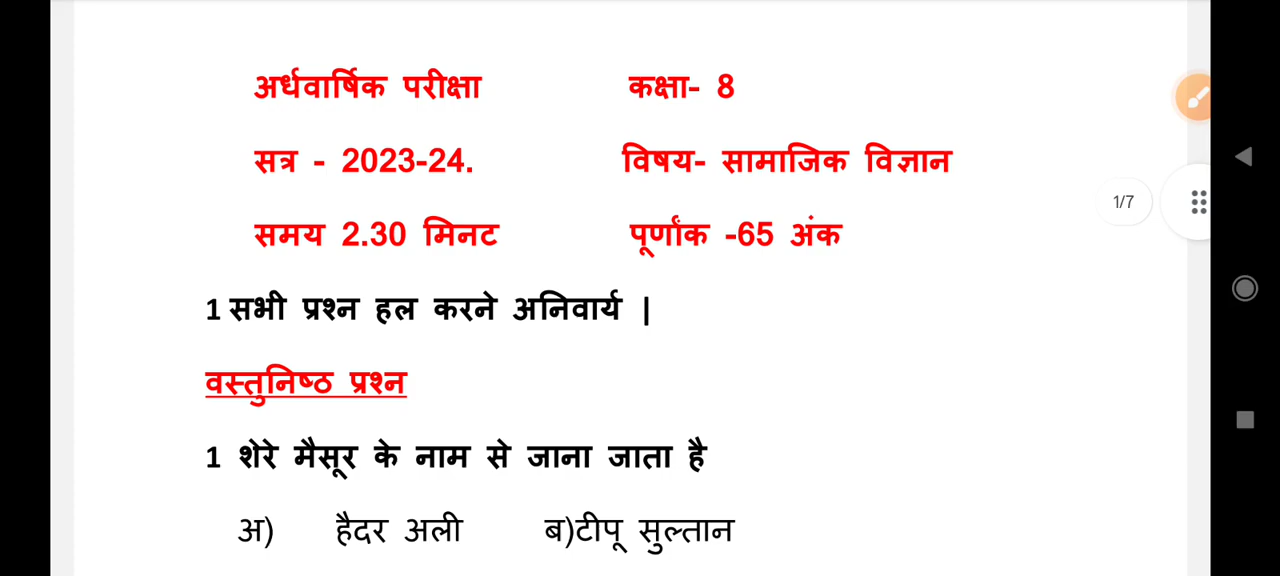 अर्धवार्षिक परीक्षा कक्षा- 8
सत्र - 2023-24. विषय- सामाजिक विज्ञान
1/7
समय 2.30 मिनट पूर्णांक -65 अंक
1 सभी प्रश्न हल करने अनिवार्य |
वस्तुनिष्ठ प्रश्न
1 शेरे मैसूर के नाम से जाना जाता है
अ) हैदर अली ब)टीपू सुल्तान